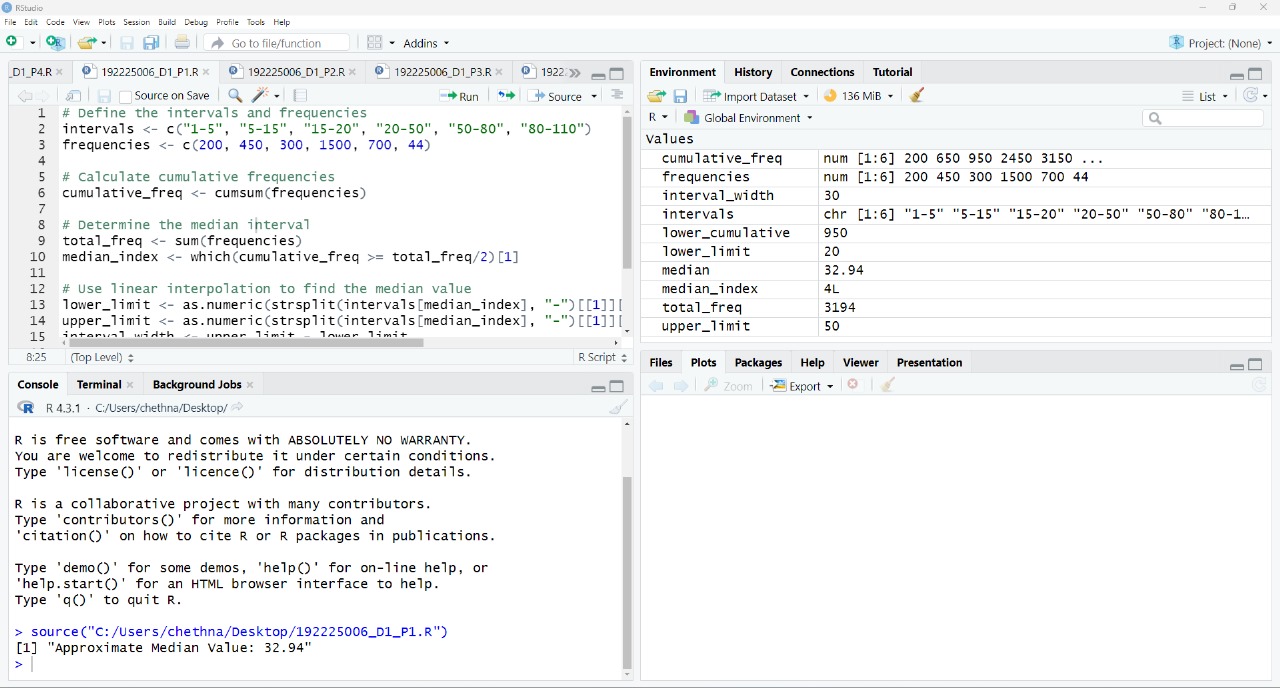 RStudio
File Edit Code View Plots Session Build Debug Profile Tools Help
Go to file/function Addins Project: (None)
_D1_P4.R 192225006_D1_P1.R 192225006_D1_P2.R 192225006_D1_P3.R 1922
Source on Save Run Source
1 # Define the intervals and frequencies
2 intervals <- c("1-5", "5-15", "15-20", "20-50", "50-80", "80-110")
3 frequencies <- c(200, 450, 300, 1500, 700, 44)
4
5 # Calculate cumulative frequencies
6 cumulative_freq <- cumsum(frequencies)
7
8 # Determine the median interval
9 total_freq <- sum(frequencies)
10 median_index <- which(cumulative_freq >= total_freq/2)[1]
11
12 # Use linear interpolation to find the median value
13 lower_limit <- as.numeric(strsplit(intervals[median_index], "-")[[1]][
14 upper_limit <- as.numeric(strsplit(intervals[median_index], "-")[[1]][
15 interval_width <- upper_limit - lower_limit
8:25 (Top Level) R Script
Console Terminal Background Jobs
R 4.3.1 · C:/Users/chethna/Desktop/
R is free software and comes with ABSOLUTELY NO WARRANTY.
You are welcome to redistribute it under certain conditions.
Type 'license()' or 'licence()' for distribution details.
R is a collaborative project with many contributors.
Type 'contributors()' for more information and
'citation()' on how to cite R or R packages in publications.
Type 'demo()' for some demos, 'help()' for on-line help, or
'help.start()' for an HTML browser interface to help.
Type 'q()' to quit R.
> source("C:/Users/chethna/Desktop/192225006_D1_P1.R")
[1] "Approximate Median Value: 32.94"
>
Environment History Connections Tutorial
Import Dataset 136 MiB List
R Global Environment
Values
cumulative_freq num [1:6] 200 650 950 2450 3150 ...
frequencies num [1:6] 200 450 300 1500 700 44
interval_width 30
intervals chr [1:6] "1-5" "5-15" "15-20" "20-50" "50-80" "80-1…
lower_cumulative 950
lower_limit 20
median 32.94
median_index 4L
total_freq 3194
upper_limit 50
Files Plots Packages Help Viewer Presentation
Zoom Export